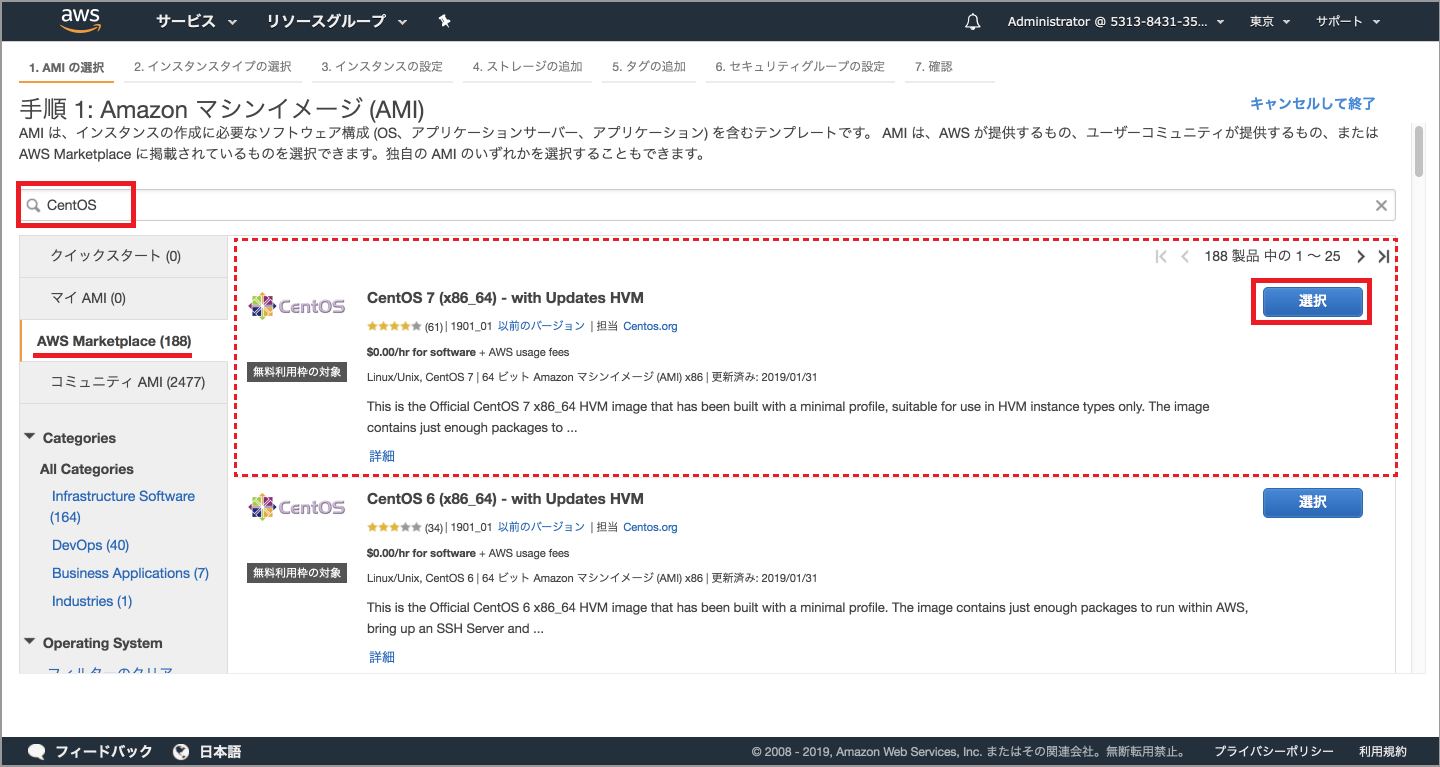 aws サービス リソースグループ Administrator @ 5313-8431-35... 東京 サポート
1. AMI の選択 2. インスタンスタイプの選択 3. インスタンスの設定 4. ストレージの追加 5. タグの追加 6. セキュリティグループの設定 7. 確認
手順 1: Amazon マシンイメージ (AMI)
キャンセルして終了
AMI は、インスタンスの作成に必要なソフトウェア構成 (OS、アプリケーションサーバー、アプリケーション) を含むテンプレートです。 AMI は、AWS が提供するもの、ユーザーコミュニティが提供するもの、または
AWS Marketplace に掲載されているものを選択できます。独自の AMI のいずれかを選択することもできます。
CentOS
クイックスタート (0)
マイ AMI (0)
AWS Marketplace (188)
コミュニティ AMI (2477)
Categories
All Categories
Infrastructure Software
(164)
DevOps (40)
Business Applications (7)
Industries (1)
Operating System
フィルターのクリア
188 製品 中の 1 ～ 25
CentOS
CentOS 7 (x86_64) - with Updates HVM
選択
(61) | 1901_01 以前のバージョン | 担当 Centos.org
$0.00/hr for software + AWS usage fees
無料利用枠の対象
Linux/Unix, CentOS 7 | 64 ビット Amazon マシンイメージ (AMI) x86 | 更新済み: 2019/01/31
This is the Official CentOS 7 x86_64 HVM image that has been built with a minimal profile, suitable for use in HVM instance types only. The image
contains just enough packages to ...
詳細
CentOS
CentOS 6 (x86_64) - with Updates HVM
選択
(34) | 1901_01 以前のバージョン | 担当 Centos.org
$0.00/hr for software + AWS usage fees
無料利用枠の対象
Linux/Unix, CentOS 6 | 64 ビット Amazon マシンイメージ (AMI) x86 | 更新済み: 2019/01/31
This is the Official CentOS 6 x86_64 HVM image that has been built with a minimal profile. The image contains just enough packages to run within AWS,
bring up an SSH Server and ...
詳細
フィードバック 日本語 © 2008 - 2019, Amazon Web Services, Inc. またはその関連会社。無断転用禁止。 プライバシーポリシー 利用規約